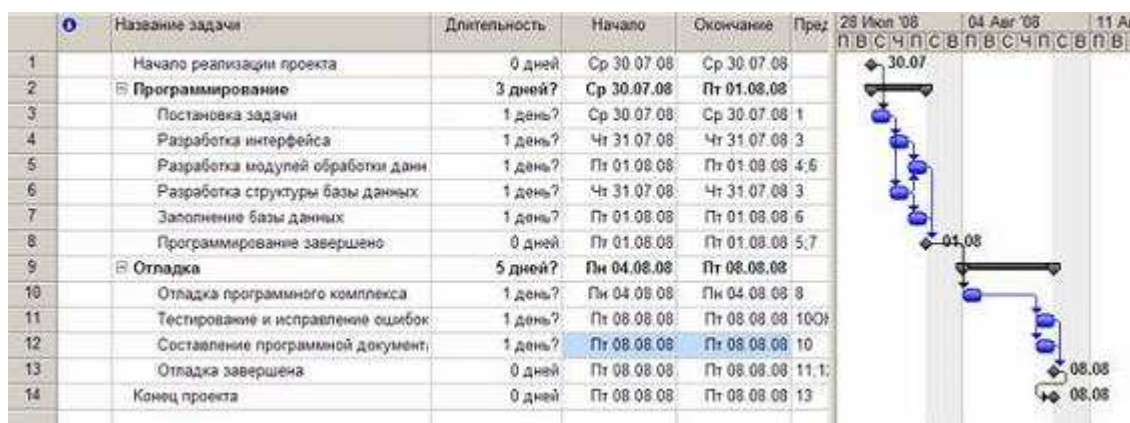 Название задачи Длительность Начало Окончание Пред 28 Июл '08 04 Авг '08 11 А
П В С Ч П С В П В С Ч П С В П В
1 Начало реализации проекта 0 дней Ср 30.07.08 Ср 30.07.08 30.07
2 Программирование 3 дней? Ср 30.07.08 Пт 01.08.08
3 Постановка задачи 1 день? Ср 30.07.08 Ср 30.07.08 1
4 Разработка интерфейса 1 день? Чт 31.07.08 Чт 31.07.08 3
5 Разработка модулей обработки данн 1 день? Пт 01.08.08 Пт 01.08.08 4;6
6 Разработка структуры базы данных 1 день? Чт 31.07.08 Чт 31.07.08 3
7 Заполнение базы данных 1 день? Пт 01.08.08 Пт 01.08.08 6
8 Программирование завершено 0 дней Пт 01.08.08 Пт 01.08.08 5;7 01.08
9 Отладка 5 дней? Пн 04.08.08 Пт 08.08.08
10 Отладка программного комплекса 1 день? Пн 04.08.08 Пн 04.08.08 8
11 Тестирование и исправление ошибок 1 день? Пт 08.08.08 Пт 08.08.08 10ОН
12 Составление программной документ 1 день? Пт 08.08.08 Пт 08.08.08 10
13 Отладка завершена 0 дней Пт 08.08.08 Пт 08.08.08 11;1 08.08
14 Конец проекта 0 дней Пт 08.08.08 Пт 08.08.08 13 08.08